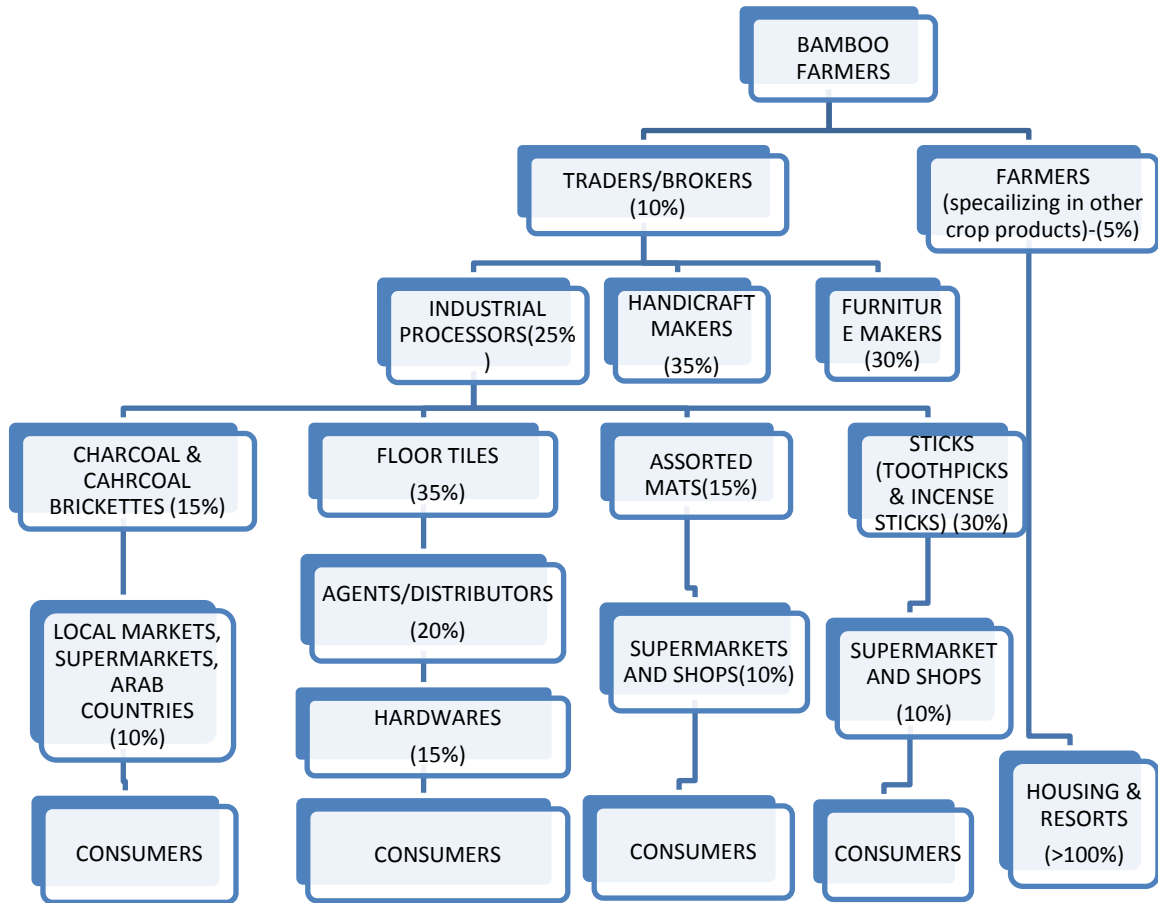 BAMBOO
FARMERS
TRADERS/BROKERS
(10%)
FARMERS
(specailizing in other
crop products)-(5%)
INDUSTRIAL
PROCESSORS(25%
)
HANDICRAFT
MAKERS
(35%)
FURNITUR
E MAKERS
(30%)
CHARCOAL &
CAHRCOAL
BRICKETTES (15%)
FLOOR TILES
(35%)
ASSORTED
MATS(15%)
STICKS
(TOOTHPICKS
& INCENSE
STICKS) (30%)
LOCAL MARKETS,
SUPERMARKETS,
ARAB
COUNTRIES
(10%)
AGENTS/DISTRIBUTORS
(20%)
HARDWARES
(15%)
SUPERMARKETS
AND SHOPS(10%)
SUPERMARKET
AND SHOPS
(10%)
HOUSING &
RESORTS
(>100%)
CONSUMERS
CONSUMERS
CONSUMERS
CONSUMERS